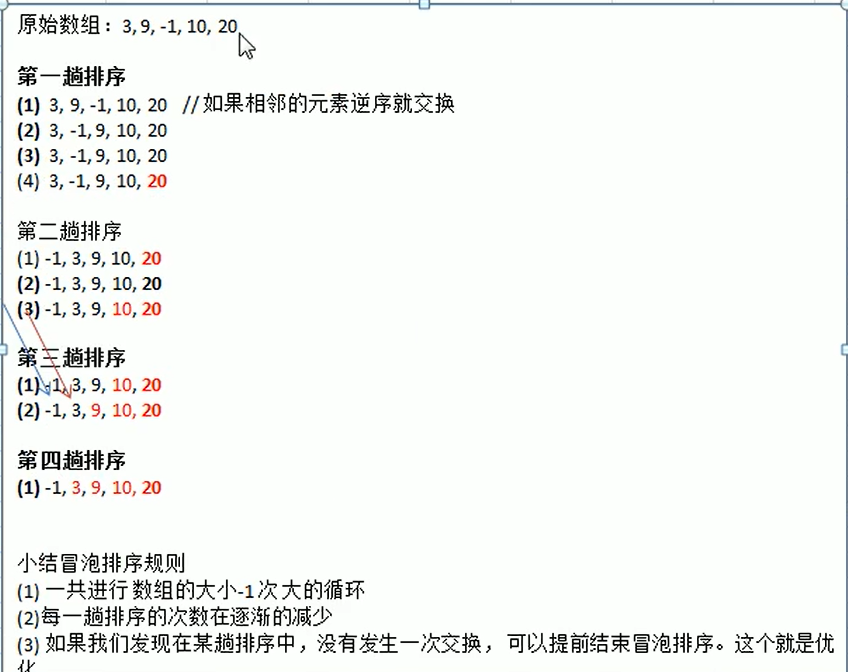 原始数组：3, 9, -1, 10, 20
第一趟排序
(1) 3, 9, -1, 10, 20 //如果相邻的元素逆序就交换
(2) 3, -1, 9, 10, 20
(3) 3, -1, 9, 10, 20
(4) 3, -1, 9, 10, 20
第二趟排序
(1) -1, 3, 9, 10, 20
(2) -1, 3, 9, 10, 20
(3) -1, 3, 9, 10, 20
第三趟排序
(1) -1, 3, 9, 10, 20
(2) -1, 3, 9, 10, 20
第四趟排序
(1) -1, 3, 9, 10, 20
小结冒泡排序规则
(1) 一共进行 数组的大小-1 次 大的循环
(2)每一趟排序的次数在逐渐的减少
(3) 如果我们发现在某趟排序中，没有发生一次交换， 可以提前结束冒泡排序。这个就是优
化